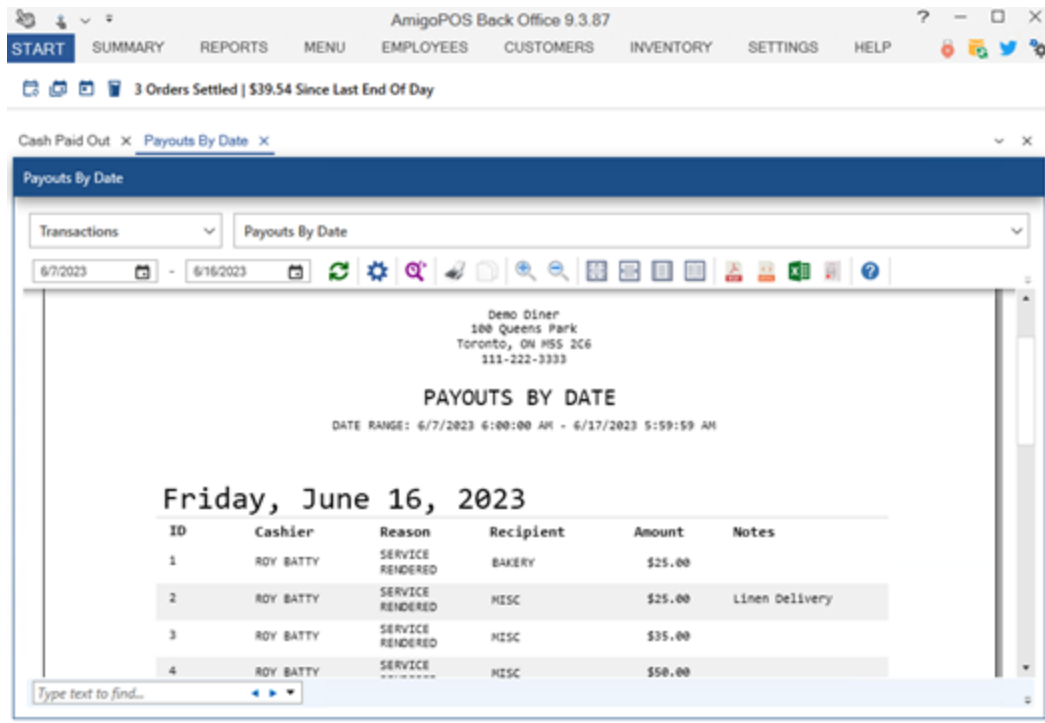 AmigoPOS Back Office 9.3.87
START SUMMARY REPORTS MENU EMPLOYEES CUSTOMERS INVENTORY SETTINGS HELP
3 Orders Settled | $39.54 Since Last End Of Day
Cash Paid Out Payouts By Date
Payouts By Date
Transactions Payouts By Date
6/7/2023 - 6/16/2023
Demo Diner
100 Queens Park
Toronto, ON M5S 2C6
111-222-3333
PAYOUTS BY DATE
DATE RANGE: 6/7/2023 6:00:00 AM - 6/17/2023 5:59:59 AM
Friday, June 16, 2023
ID Cashier Reason Recipient Amount Notes
1 ROY BATTY SERVICE RENDERED BAKERY $25.00
2 ROY BATTY SERVICE RENDERED MISC $25.00 Linen Delivery
3 ROY BATTY SERVICE RENDERED MISC $35.00
4 ROY BATTY SERVICE MISC $50.00
Type text to find...